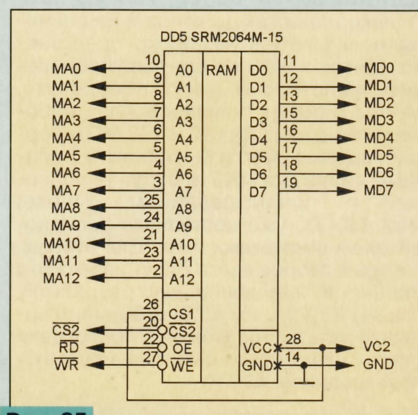 DD5 SRM2064M-15
MA0 10 A0 RAM D0 11 MD0
MA1 9 A1 D1 12 MD1
MA2 8 A2 D2 13 MD2
MA3 7 A3 D3 15 MD3
MA4 6 A4 D4 16 MD4
MA5 5 A5 D5 17 MD5
MA6 4 A6 D6 18 MD6
MA7 3 A7 D7 19 MD7
MA8 25 A8
MA9 24 A9
MA10 21 A10
MA11 23 A11
MA12 2 A12
26 CS1
CS2 20 CS2
RD 22 OE VCC 28 VC2
WR 27 WE GND 14 GND